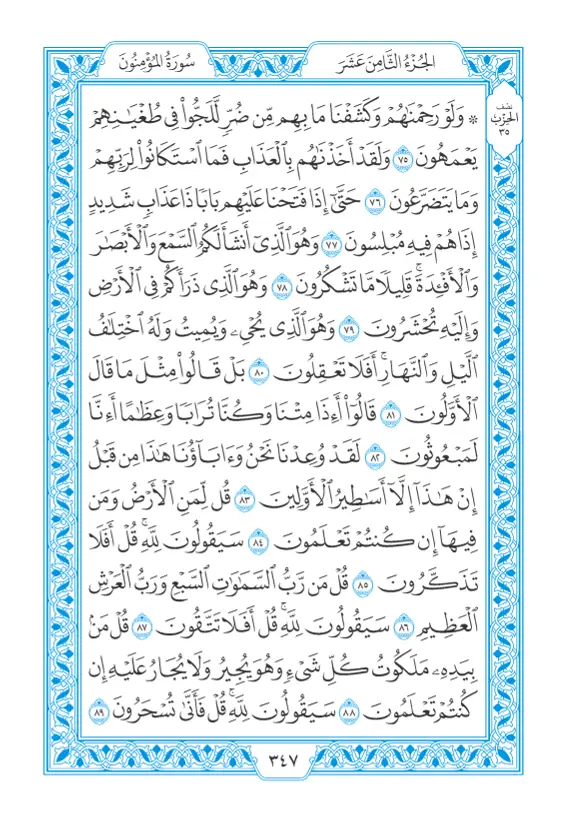 الجُزْءُ الثَّامِنَ عَشَرَ
سُورَةُ المُؤْمِنُونَ
نصف
الحزب
٣٥
* وَلَوْ رَحِمْنَٰهُمْ وَكَشَفْنَا مَا بِهِم مِّن ضُرٍّ لَّلَجُّوا۟ فِى طُغْيَٰنِهِمْ
يَعْمَهُونَ ٧٥ وَلَقَدْ أَخَذْنَٰهُم بِٱلْعَذَابِ فَمَا ٱسْتَكَانُوا۟ لِرَبِّهِمْ
وَمَا يَتَضَرَّعُونَ ٧٦ حَتَّىٰٓ إِذَا فَتَحْنَا عَلَيْهِم بَابًا ذَا عَذَابٍ شَدِيدٍ
إِذَا هُمْ فِيهِ مُبْلِسُونَ ٧٧ وَهُوَ ٱلَّذِىٓ أَنشَأَ لَكُمُ ٱلسَّمْعَ وَٱلْأَبْصَٰرَ
وَٱلْأَفْـِٔدَةَ ۚ قَلِيلًا مَّا تَشْكُرُونَ ٧٨ وَهُوَ ٱلَّذِى ذَرَأَكُمْ فِى ٱلْأَرْضِ
وَإِلَيْهِ تُحْشَرُونَ ٧٩ وَهُوَ ٱلَّذِى يُحْىِۦ وَيُمِيتُ وَلَهُ ٱخْتِلَٰفُ
ٱلَّيْلِ وَٱلنَّهَارِ ۚ أَفَلَا تَعْقِلُونَ ٨٠ بَلْ قَالُوا۟ مِثْلَ مَا قَالَ
ٱلْأَوَّلُونَ ٨١ قَالُوٓا۟ أَءِذَا مِتْنَا وَكُنَّا تُرَابًا وَعِظَٰمًا أَءِنَّا
لَمَبْعُوثُونَ ٨٢ لَقَدْ وُعِدْنَا نَحْنُ وَءَابَآؤُنَا هَٰذَا مِن قَبْلُ
إِنْ هَٰذَآ إِلَّآ أَسَٰطِيرُ ٱلْأَوَّلِينَ ٨٣ قُل لِّمَنِ ٱلْأَرْضُ وَمَن
فِيهَآ إِن كُنتُمْ تَعْلَمُونَ ٨٤ سَيَقُولُونَ لِلَّهِ ۚ قُلْ أَفَلَا
تَذَكَّرُونَ ٨٥ قُلْ مَن رَّبُّ ٱلسَّمَٰوَٰتِ ٱلسَّبْعِ وَرَبُّ ٱلْعَرْشِ
ٱلْعَظِيمِ ٨٦ سَيَقُولُونَ لِلَّهِ ۚ قُلْ أَفَلَا تَتَّقُونَ ٨٧ قُلْ مَنۢ
بِيَدِهِۦ مَلَكُوتُ كُلِّ شَىْءٍ وَهُوَ يُجِيرُ وَلَا يُجَارُ عَلَيْهِ إِن
كُنتُمْ تَعْلَمُونَ ٨٨ سَيَقُولُونَ لِلَّهِ ۚ قُلْ فَأَنَّىٰ تُسْحَرُونَ ٨٩
٣٤٧